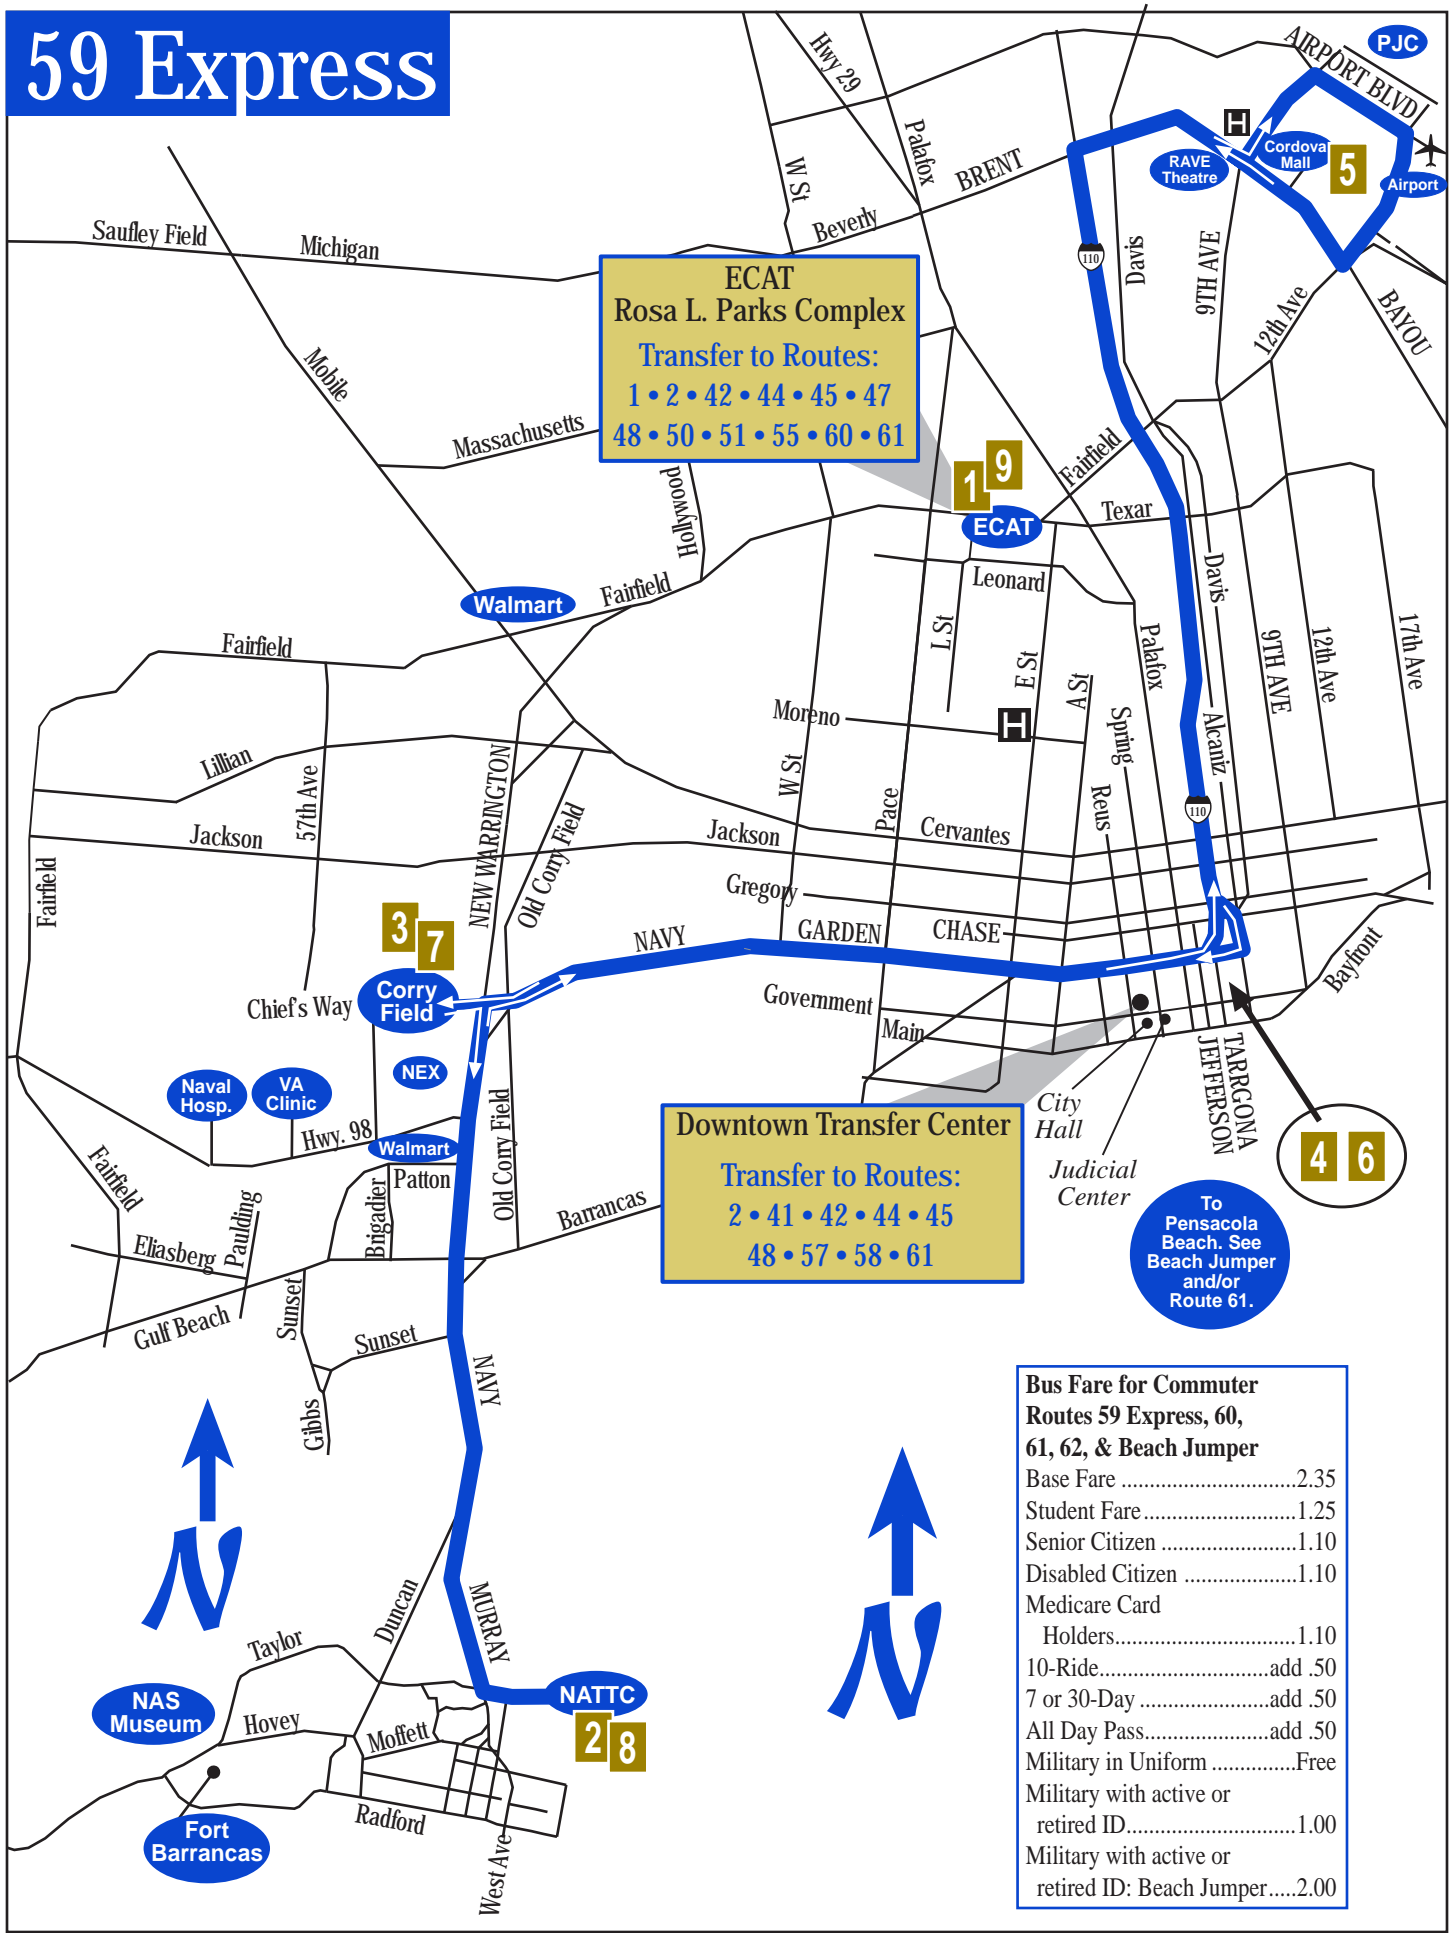 59 Express
PJC
AIRPORT BLVD
Hwy 29
Palafox
W St
BRENT
Beverly
H
RAVE
Theatre
Cordova
Mall
5
Airport
Saufley Field
Michigan
110
Davis
9TH AVE
12th Ave
BAYOU
ECAT
Rosa L. Parks Complex
Transfer to Routes:
1 • 2 • 42 • 44 • 45 • 47
48 • 50 • 51 • 55 • 60 • 61
Mobile
Massachusetts
Hollywood
1
9
ECAT
Fairfield
Texar
Leonard
Walmart
Fairfield
Fairfield
L St
E St
A St
Palafox
Davis
9TH AVE
12th Ave
17th Ave
Moreno
H
Spring
Alcaniz
Lillian
57th Ave
NEW WARRINGTON
W St
Pace
Reus
110
Jackson
Old Corry Field
Jackson
Cervantes
Fairfield
Gregory
3
7
NAVY
GARDEN
CHASE
Bayfront
Chief's Way
Corry
Field
Government
Main
NEX
Naval
Hosp.
VA
Clinic
Hwy. 98
Walmart
Patton
Old Corry Field
TARRGONA
JEFFERSON
City
Hall
Judicial
Center
4
6
Downtown Transfer Center
Transfer to Routes:
2 • 41 • 42 • 44 • 45
48 • 57 • 58 • 61
Fairfield
Paulding
Brigadier
Barrancas
Eliasberg
To
Pensacola
Beach. See
Beach Jumper
and/or
Route 61.
Gulf Beach
Sunset
Sunset
NAVY
Gibbs
N
N
Bus Fare for Commuter
Routes 59 Express, 60,
61, 62, & Beach Jumper
Base Fare ..............................2.35
Student Fare..........................1.25
Senior Citizen .......................1.10
Disabled Citizen ...................1.10
Medicare Card
Holders...............................1.10
10-Ride.............................add .50
7 or 30-Day ......................add .50
All Day Pass.....................add .50
Military in Uniform ..............Free
Military with active or
retired ID.............................1.00
Military with active or
retired ID: Beach Jumper.....2.00
Duncan
MURRAY
Taylor
NAS
Museum
Hovey
Moffett
NATTC
2
8
Radford
Fort
Barrancas
West Ave